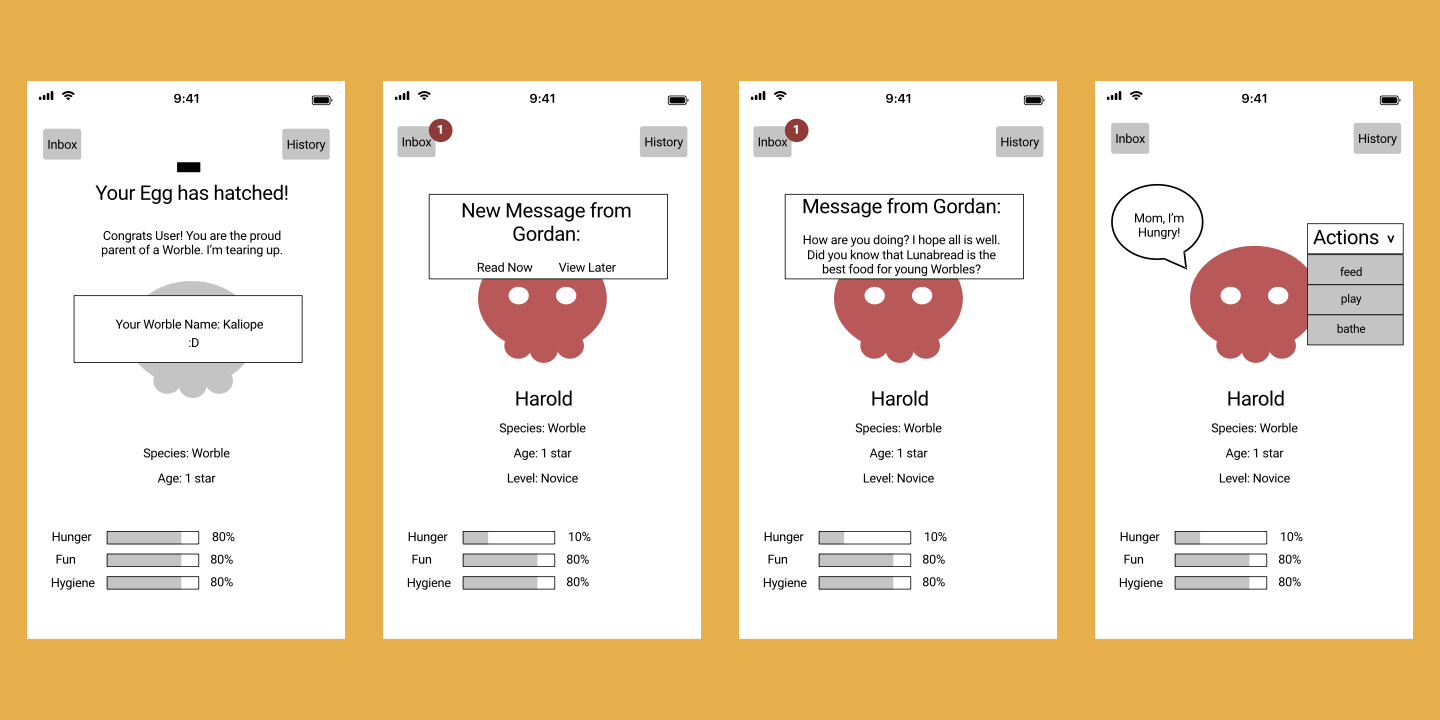 9:41
Inbox
History
Your Egg has hatched!
Congrats User! You are the proud
parent of a Worble. I'm tearing up.
Your Worble Name: Kaliope
:D
Species: Worble
Age: 1 star
Hunger 80%
Fun 80%
Hygiene 80%
9:41
Inbox 1
History
New Message from
Gordan:
Read Now View Later
Harold
Species: Worble
Age: 1 star
Level: Novice
Hunger 10%
Fun 80%
Hygiene 80%
9:41
Inbox 1
History
Message from Gordan:
How are you doing? I hope all is well.
Did you know that Lunabread is the
best food for young Worbles?
Harold
Species: Worble
Age: 1 star
Level: Novice
Hunger 10%
Fun 80%
Hygiene 80%
9:41
Inbox
History
Mom, I'm
Hungry!
Actions v
feed
play
bathe
Harold
Species: Worble
Age: 1 star
Level: Novice
Hunger 10%
Fun 80%
Hygiene 80%